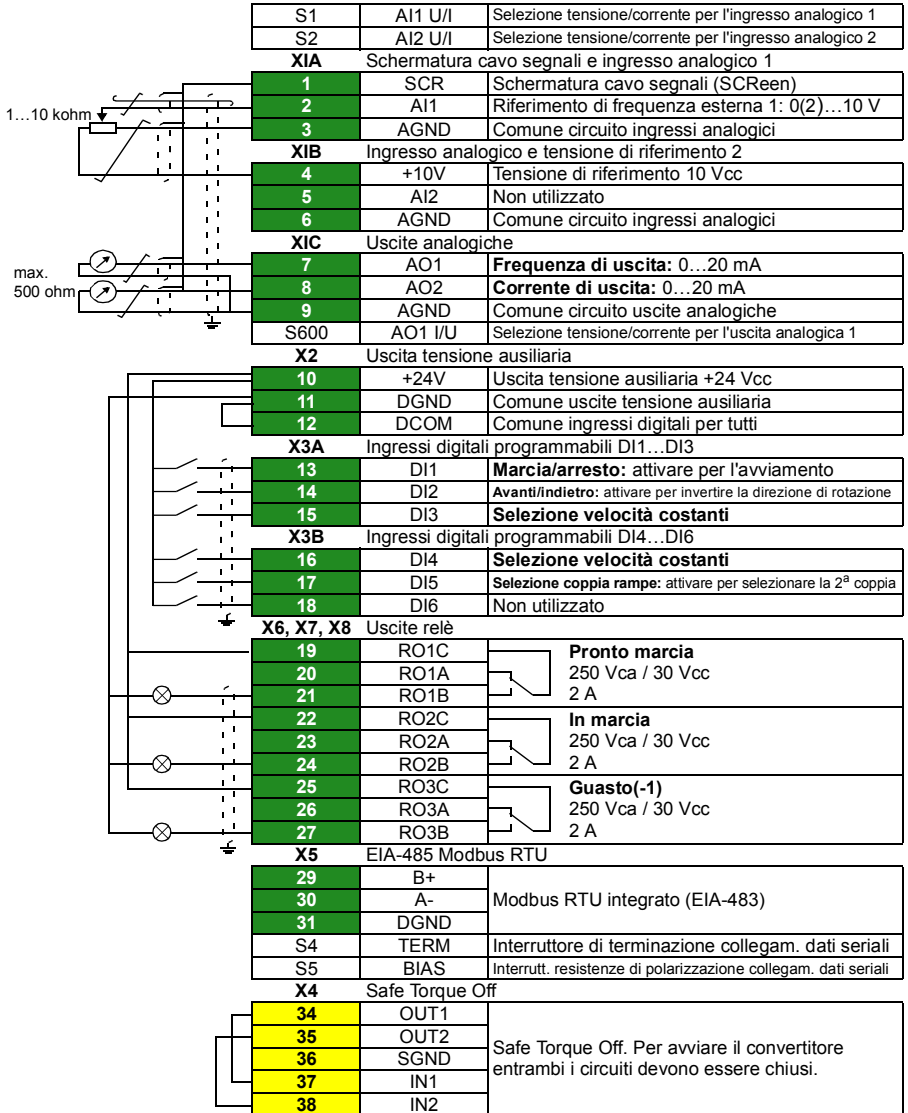 S1 AI1 U/I Selezione tensione/corrente per l'ingresso analogico 1
S2 AI2 U/I Selezione tensione/corrente per l'ingresso analogico 2
XIA Schermatura cavo segnali e ingresso analogico 1
1 SCR Schermatura cavo segnali (SCReen)
1…10 kohm
2 AI1 Riferimento di frequenza esterna 1: 0(2)…10 V
3 AGND Comune circuito ingressi analogici
XIB Ingresso analogico e tensione di riferimento 2
4 +10V Tensione di riferimento 10 Vcc
5 AI2 Non utilizzato
6 AGND Comune circuito ingressi analogici
XIC Uscite analogiche
max.
500 ohm
7 AO1 Frequenza di uscita: 0…20 mA
8 AO2 Corrente di uscita: 0…20 mA
9 AGND Comune circuito uscite analogiche
S600 AO1 I/U Selezione tensione/corrente per l'uscita analogica 1
X2 Uscita tensione ausiliaria
10 +24V Uscita tensione ausiliaria +24 Vcc
11 DGND Comune uscite tensione ausiliaria
12 DCOM Comune ingressi digitali per tutti
X3A Ingressi digitali programmabili DI1…DI3
13 DI1 Marcia/arresto: attivare per l'avviamento
14 DI2 Avanti/indietro: attivare per invertire la direzione di rotazione
15 DI3 Selezione velocità costanti
X3B Ingressi digitali programmabili DI4…DI6
16 DI4 Selezione velocità costanti
17 DI5 Selezione coppia rampe: attivare per selezionare la 2ª coppia
18 DI6 Non utilizzato
X6, X7, X8 Uscite relè
19 RO1C Pronto marcia
20 RO1A 250 Vca / 30 Vcc
21 RO1B 2 A
22 RO2C In marcia
23 RO2A 250 Vca / 30 Vcc
24 RO2B 2 A
25 RO3C Guasto(-1)
26 RO3A 250 Vca / 30 Vcc
27 RO3B 2 A
X5 EIA-485 Modbus RTU
29 B+
30 A- Modbus RTU integrato (EIA-483)
31 DGND
S4 TERM Interruttore di terminazione collegam. dati seriali
S5 BIAS Interrutt. resistenze di polarizzazione collegam. dati seriali
X4 Safe Torque Off
34 OUT1
35 OUT2
36 SGND
37 IN1
38 IN2
Safe Torque Off. Per avviare il convertitore
entrambi i circuiti devono essere chiusi.